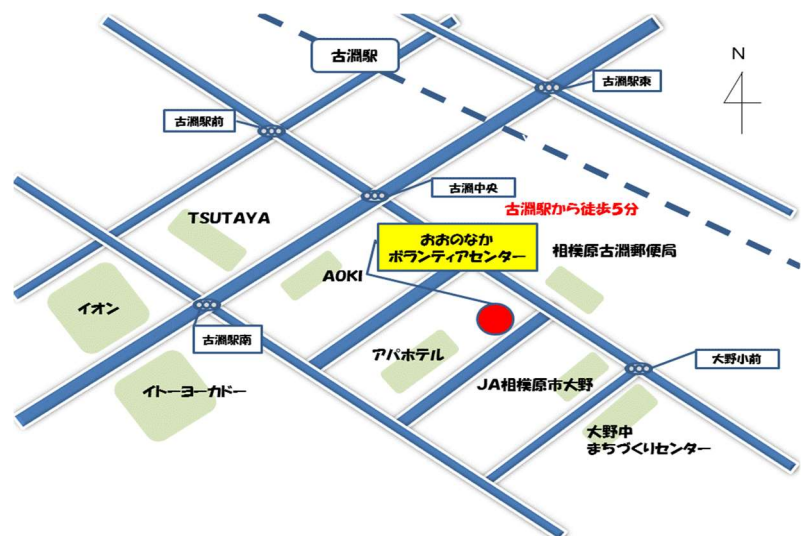 古淵駅
N
古淵駅東
古淵駅前
古淵中央
古淵駅から徒歩5分
TSUTAYA
おおのなか
ボランティアセンター
相模原古淵郵便局
AOKI
イオン
古淵駅南
アパホテル
大野小前
JA相模原市大野
イトーヨーカドー
大野中
まちづくりセンター